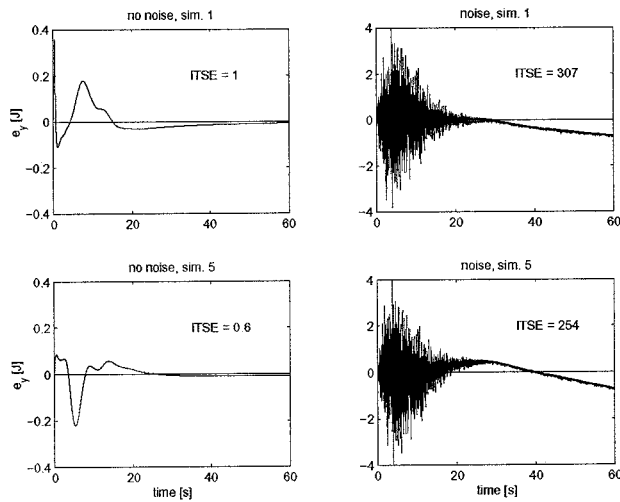 no noise, sim. 1
noise, sim. 1
0.4
0.2
0
-0.2
-0.4
e_y [J]
ITSE = 1
0 20 40 60
time [s]
4
2
0
-2
-4
ITSE = 307
0 20 40 60
time [s]
no noise, sim. 5
noise, sim. 5
0.4
0.2
0
-0.2
-0.4
e_y [J]
ITSE = 0.6
0 20 40 60
time [s]
4
2
0
-2
-4
ITSE = 254
0 20 40 60
time [s]